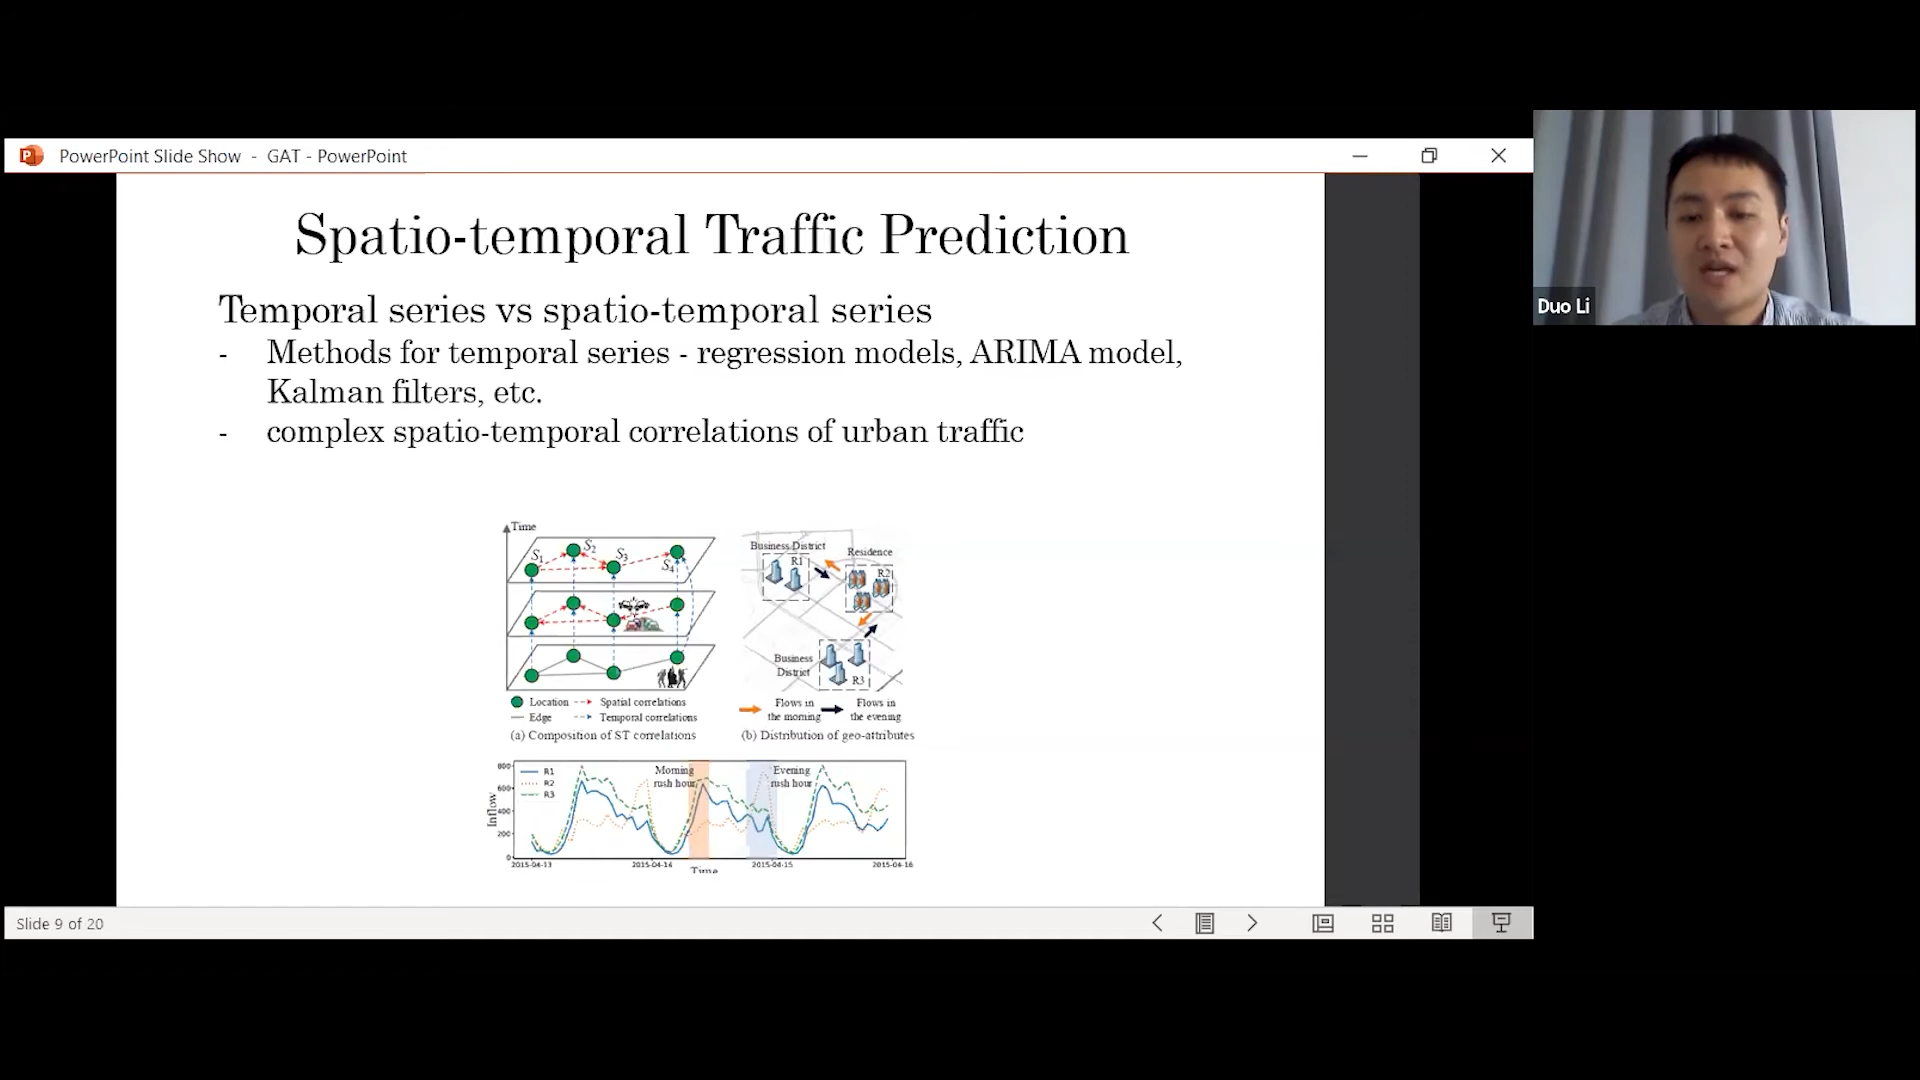 PowerPoint Slide Show - GAT - PowerPoint
Spatio-temporal Traffic Prediction
Temporal series vs spatio-temporal series
- Methods for temporal series - regression models, ARIMA model,
Kalman filters, etc.
- complex spatio-temporal correlations of urban traffic
Time
S1
S2
S3
S4
Location
Spatial correlations
Edge
Temporal correlations
(a) Composition of ST correlations
Business District
R1
Residence
R2
Business
District
R3
Flows in
the morning
Flows in
the evening
(b) Distribution of geo-attributes
R1
R2
R3
Morning
rush hour
Evening
rush hour
Inflow
800
600
400
200
0
2015-04-13
2015-04-14
2015-04-15
2015-04-16
Time
Slide 9 of 20
Duo Li